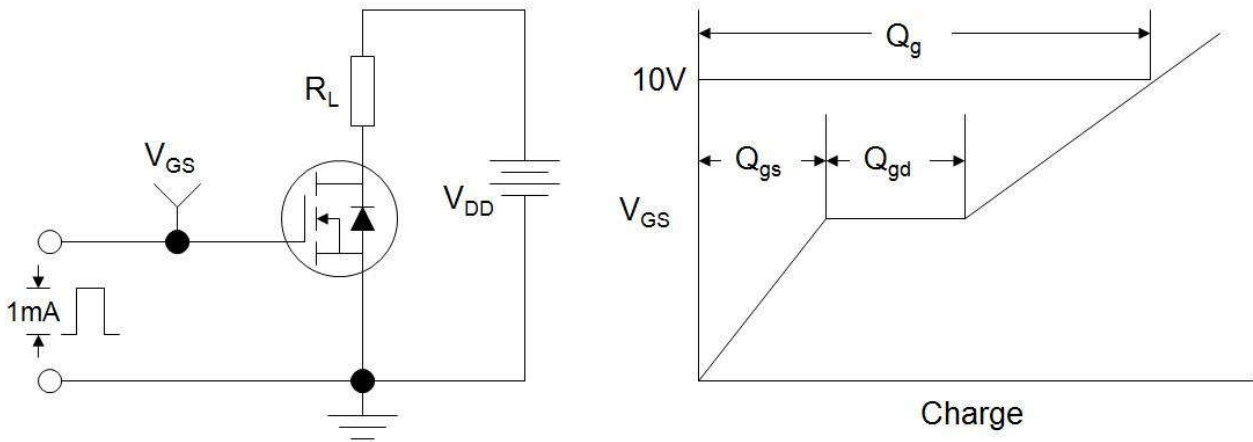 R_L
V_GS
V_DD
1mA
Q_g
10V
Q_gs
Q_gd
V_GS
Charge